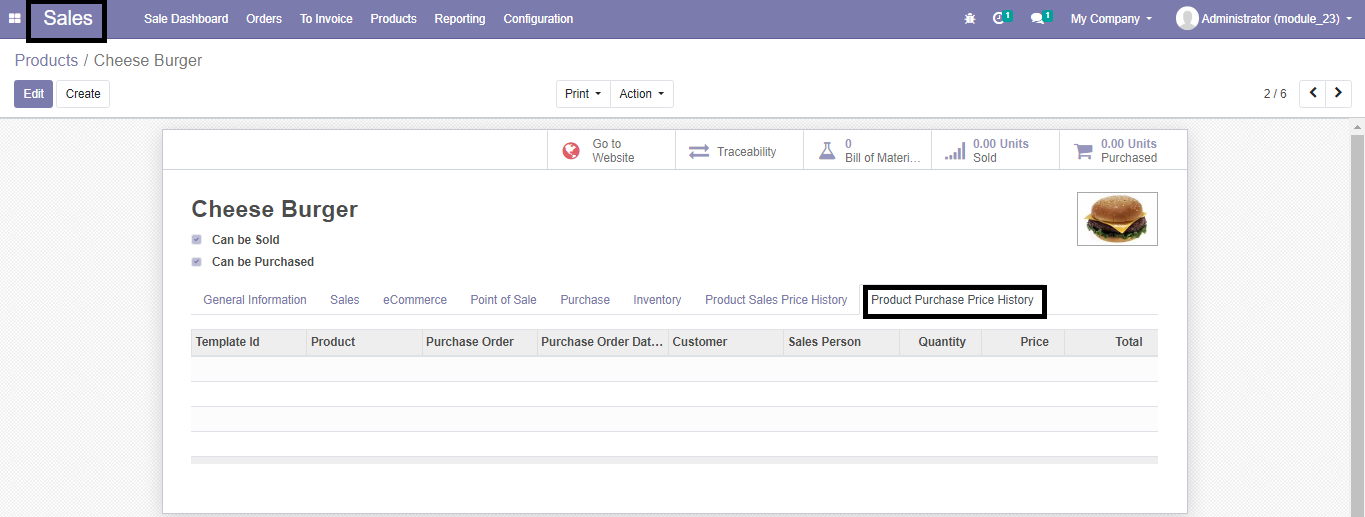 Sales Sale Dashboard Orders To Invoice Products Reporting Configuration 1 1 My Company Administrator (module_23)
Products / Cheese Burger
Edit Create Print Action 2 / 6
Go to Website
Traceability
0
Bill of Materi...
0.00 Units
Sold
0.00 Units
Purchased
Cheese Burger
Can be Sold
Can be Purchased
General Information Sales eCommerce Point of Sale Purchase Inventory Product Sales Price History Product Purchase Price History
Template Id Product Purchase Order Purchase Order Dat... Customer Sales Person Quantity Price Total